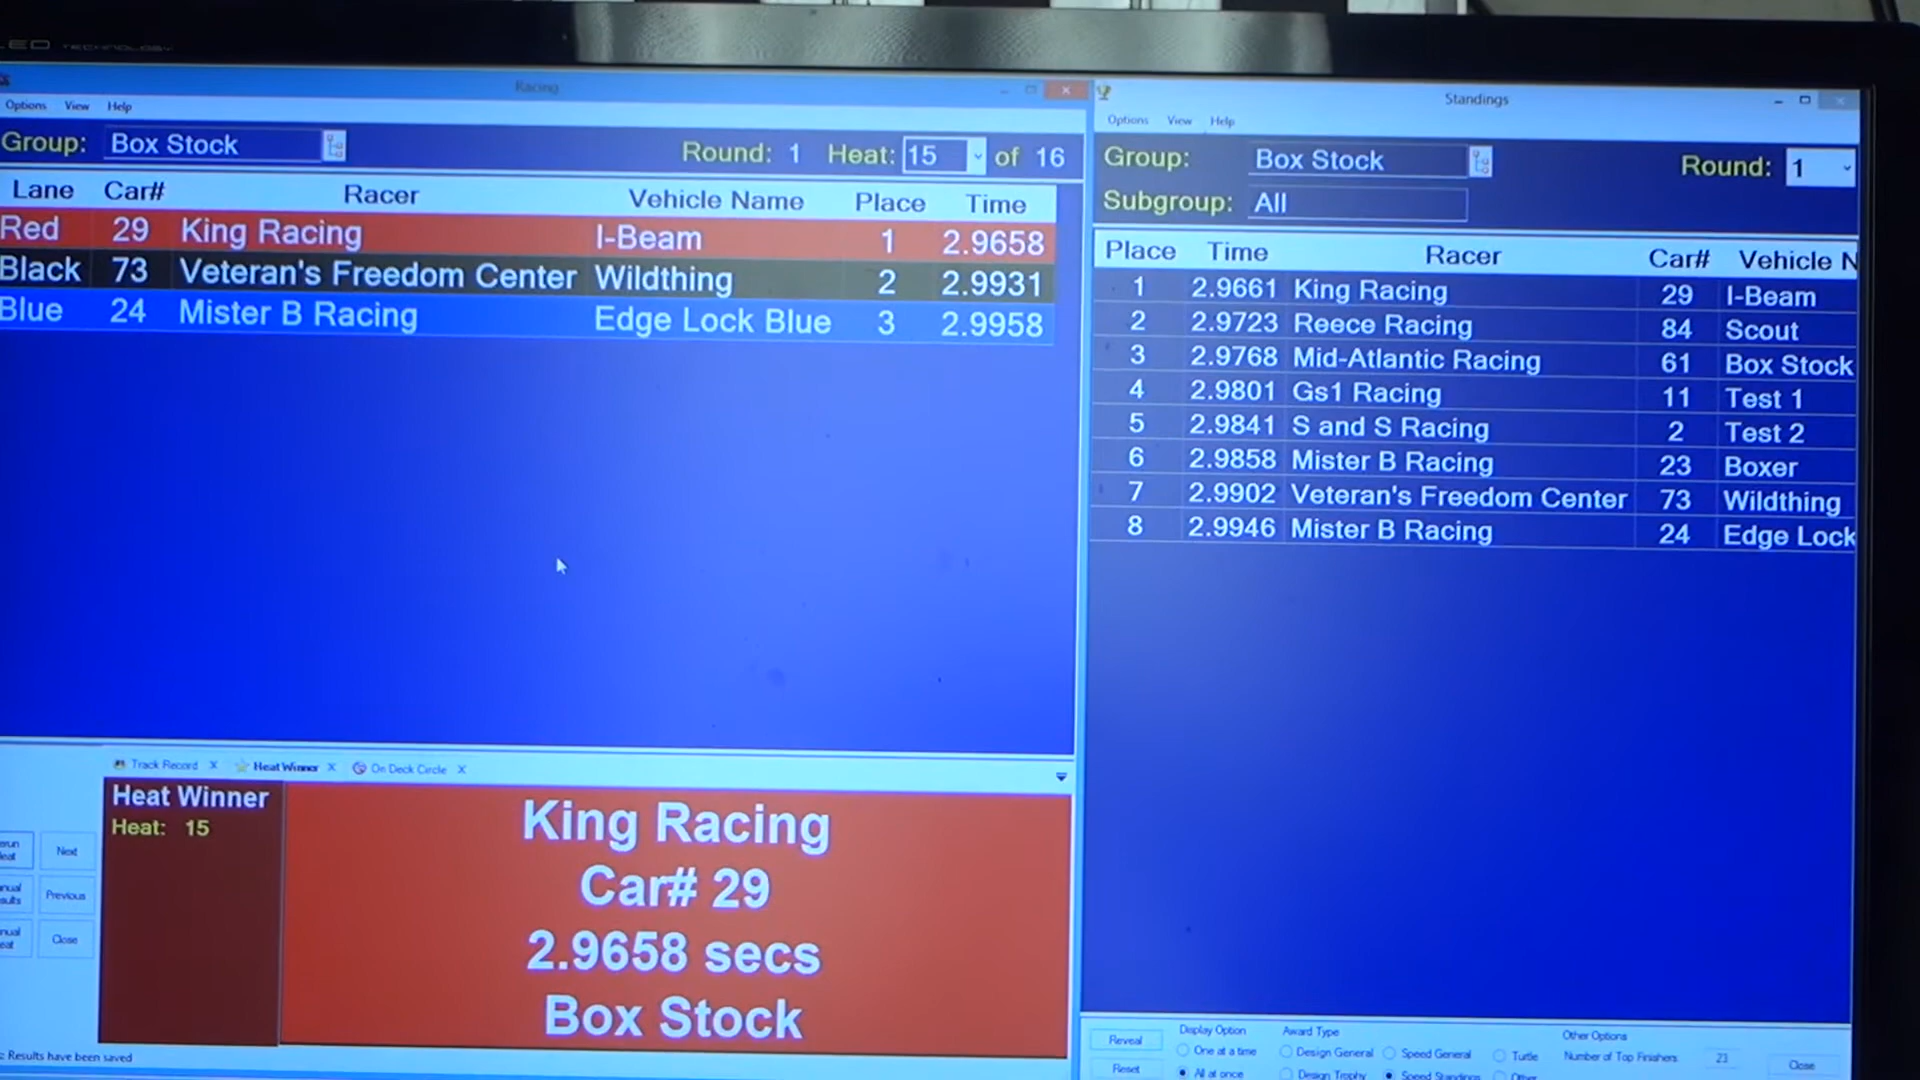 LED TECHNOLOGY
Racing
Options View Help
Group: Box Stock Round: 1 Heat: 15 of 16
Lane Car# Racer Vehicle Name Place Time
Red 29 King Racing I-Beam 1 2.9658
Black 73 Veteran's Freedom Center Wildthing 2 2.9931
Blue 24 Mister B Racing Edge Lock Blue 3 2.9958
Track Record x Heat Winner x On Deck Circle x
Heat Winner
Heat: 15
King Racing
Car# 29
2.9658 secs
Box Stock
Next
Previous
Close
Results have been saved
Standings
Options View Help
Group: Box Stock Round: 1
Subgroup: All
Place Time Racer Car# Vehicle N
1 2.9661 King Racing 29 I-Beam
2 2.9723 Reece Racing 84 Scout
3 2.9768 Mid-Atlantic Racing 61 Box Stock
4 2.9801 Gs1 Racing 11 Test 1
5 2.9841 S and S Racing 2 Test 2
6 2.9858 Mister B Racing 23 Boxer
7 2.9902 Veteran's Freedom Center 73 Wildthing
8 2.9946 Mister B Racing 24 Edge Lock
Reveal Display Option Award Type Other Options
One at a time Design General Speed General Turtle Number of Top Finishers 23 Close
Reset All at once Design Trophy Speed Standings Other